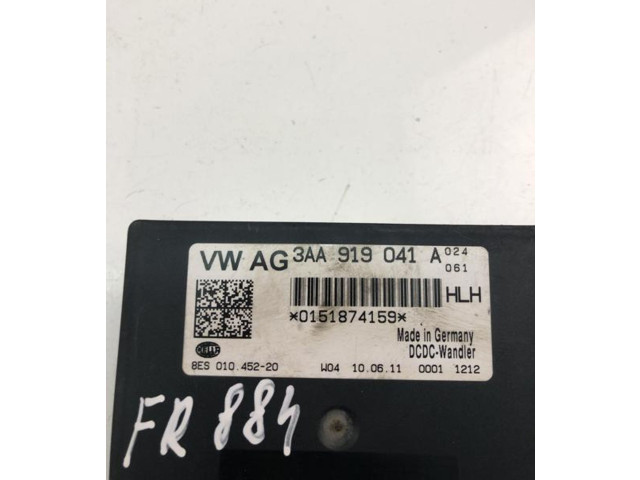 VW AG 3AA 919 041 A 024
061
HLH
*0151874159*
Made in Germany
DCDC-Wandler
HELLA
8ES 010.452-20 W04 10.06.11 0001 1212
FR 884